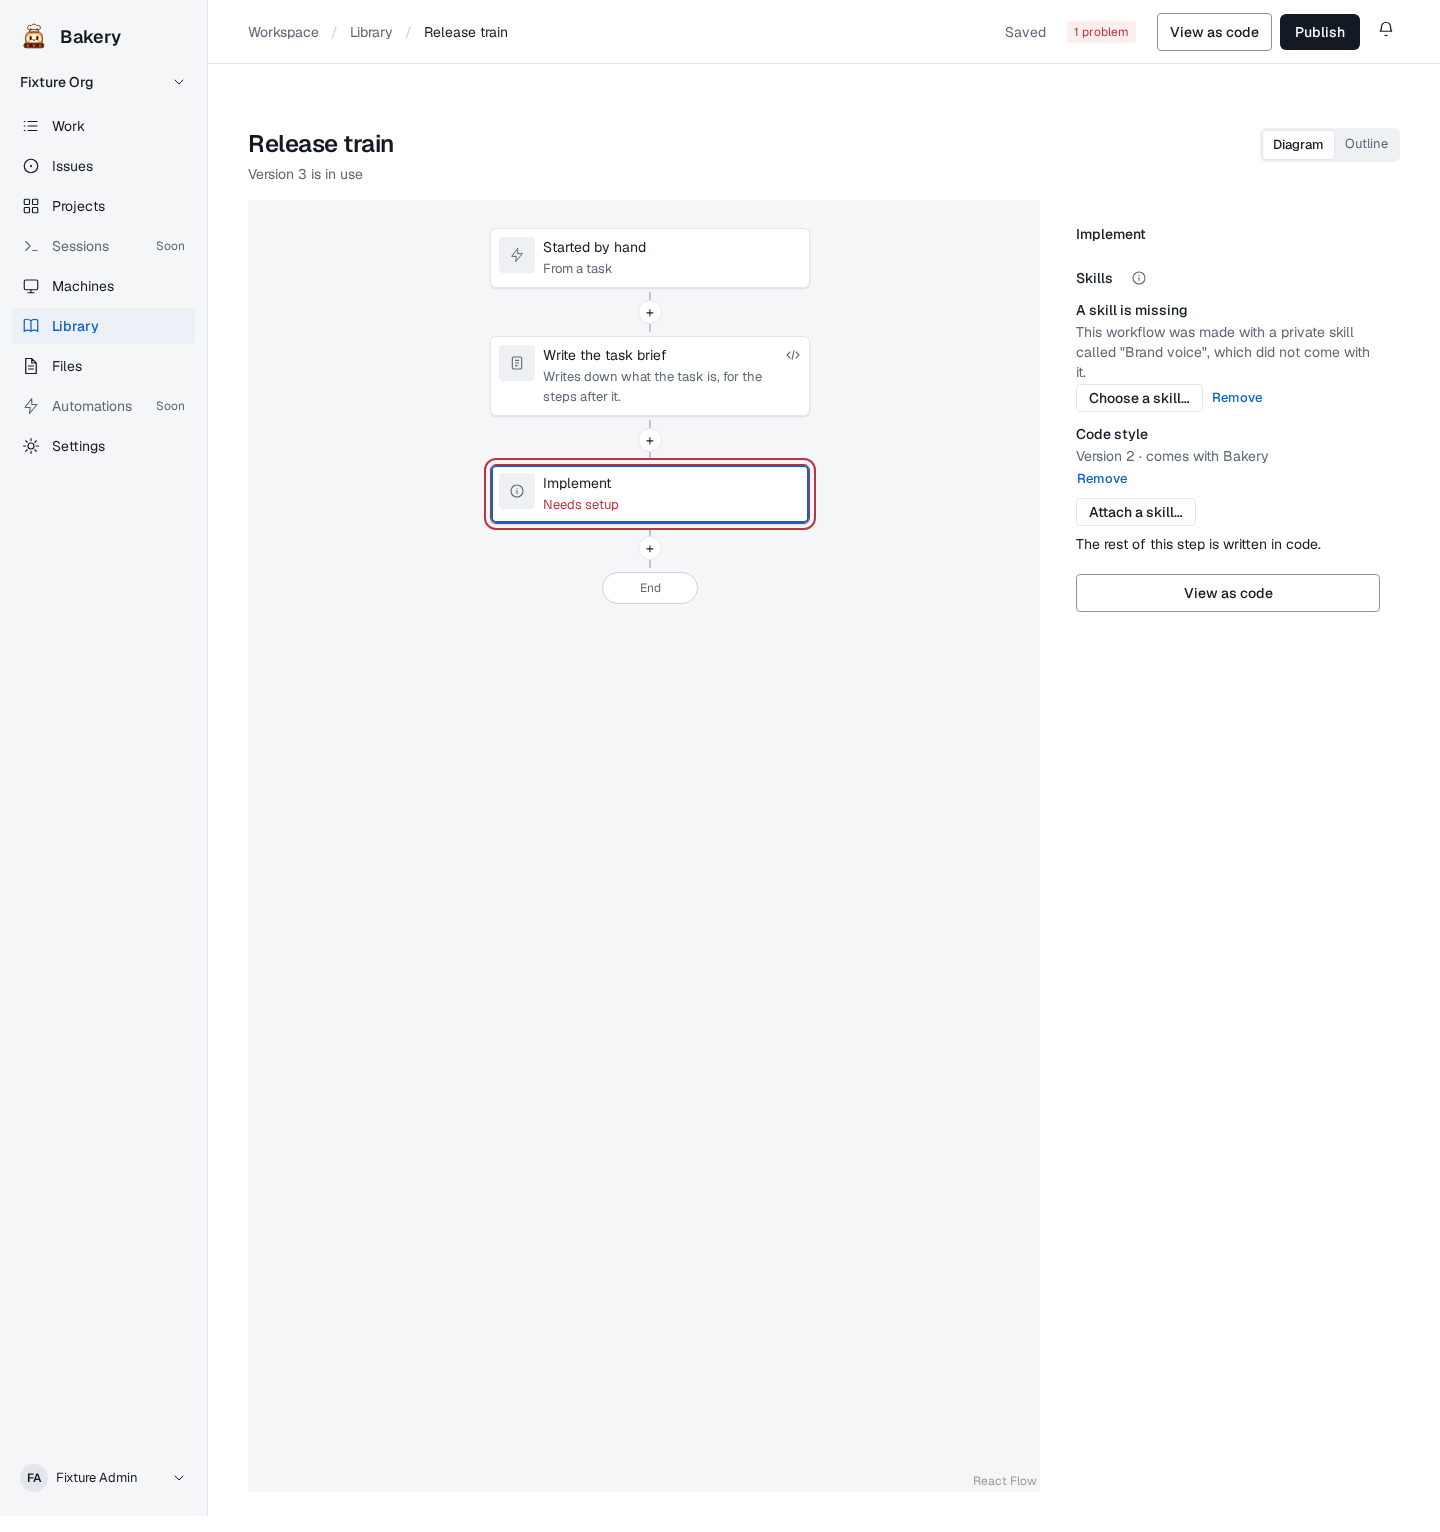 Bakery
Fixture Org
Work
Issues
Projects
Sessions Soon
Machines
Library
Files
Automations Soon
Settings
FA Fixture Admin
Workspace / Library / Release train
Saved 1 problem View as code Publish
Release train
Version 3 is in use
Diagram Outline
Started by hand
From a task
+
Write the task brief
Writes down what the task is, for the
steps after it.
+
Implement
Needs setup
+
End
React Flow
Implement
Skills
A skill is missing
This workflow was made with a private skill
called "Brand voice", which did not come with
it.
Choose a skill... Remove
Code style
Version 2 · comes with Bakery
Remove
Attach a skill...
The rest of this step is written in code.
View as code